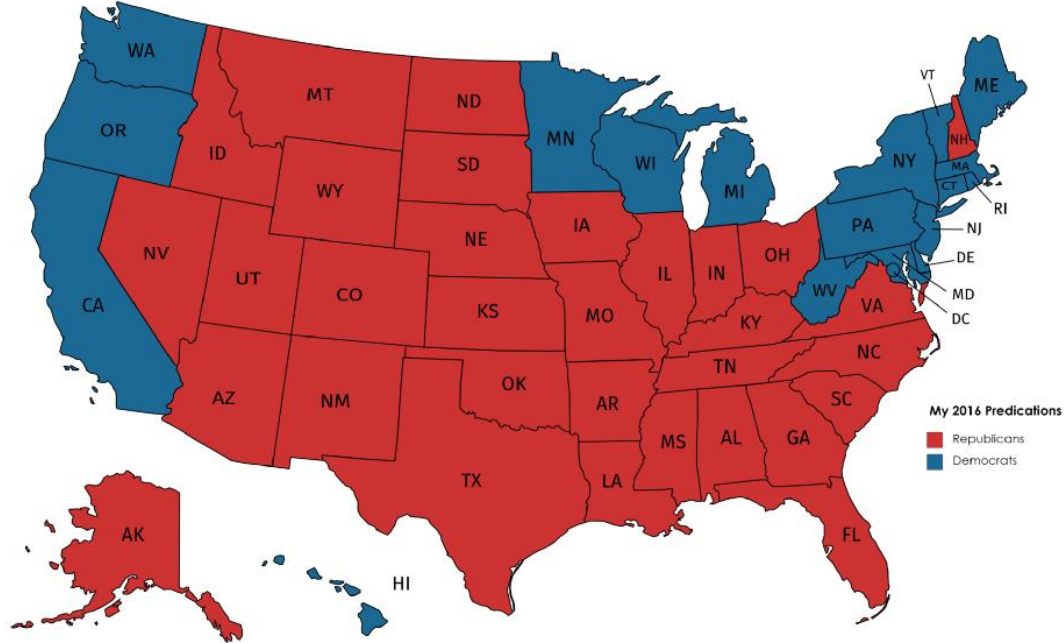 WA
OR
CA
ID
NV
MT
WY
UT
CO
AZ
NM
ND
SD
NE
KS
OK
TX
MN
IA
MO
AR
LA
WI
IL
MI
IN
OH
KY
TN
MS
AL
GA
FL
SC
NC
VA
WV
PA
NY
VT
NH
ME
MA
CT
RI
NJ
DE
MD
DC
AK
HI
My 2016 Predications
Republicans
Democrats